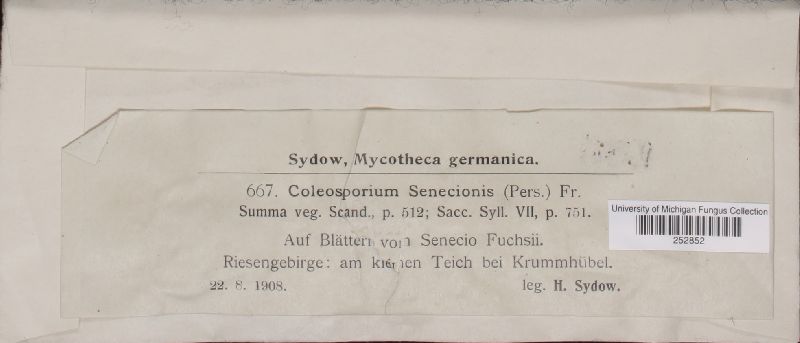 Sydow, Mycotheca germanica.
667. Coleosporium Senecionis (Pers.) Fr.
Summa veg. Scand., p. 512; Sacc. Syll. VII, p. 751.
Auf Blättern von Senecio Fuchsii.
Riesengebirge: am kleinen Teich bei Krummhübel.
22. 8. 1908. leg. H. Sydow.
University of Michigan Fungus Collection
252852